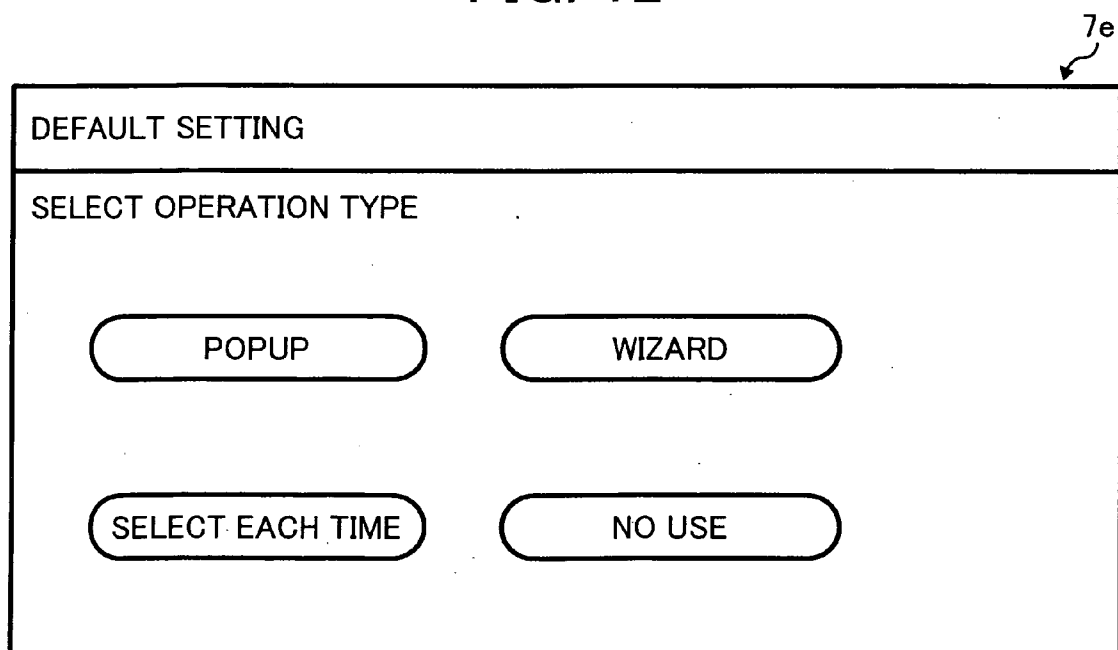 7e
DEFAULT SETTING
SELECT OPERATION TYPE
POPUP WIZARD
SELECT EACH TIME NO USE